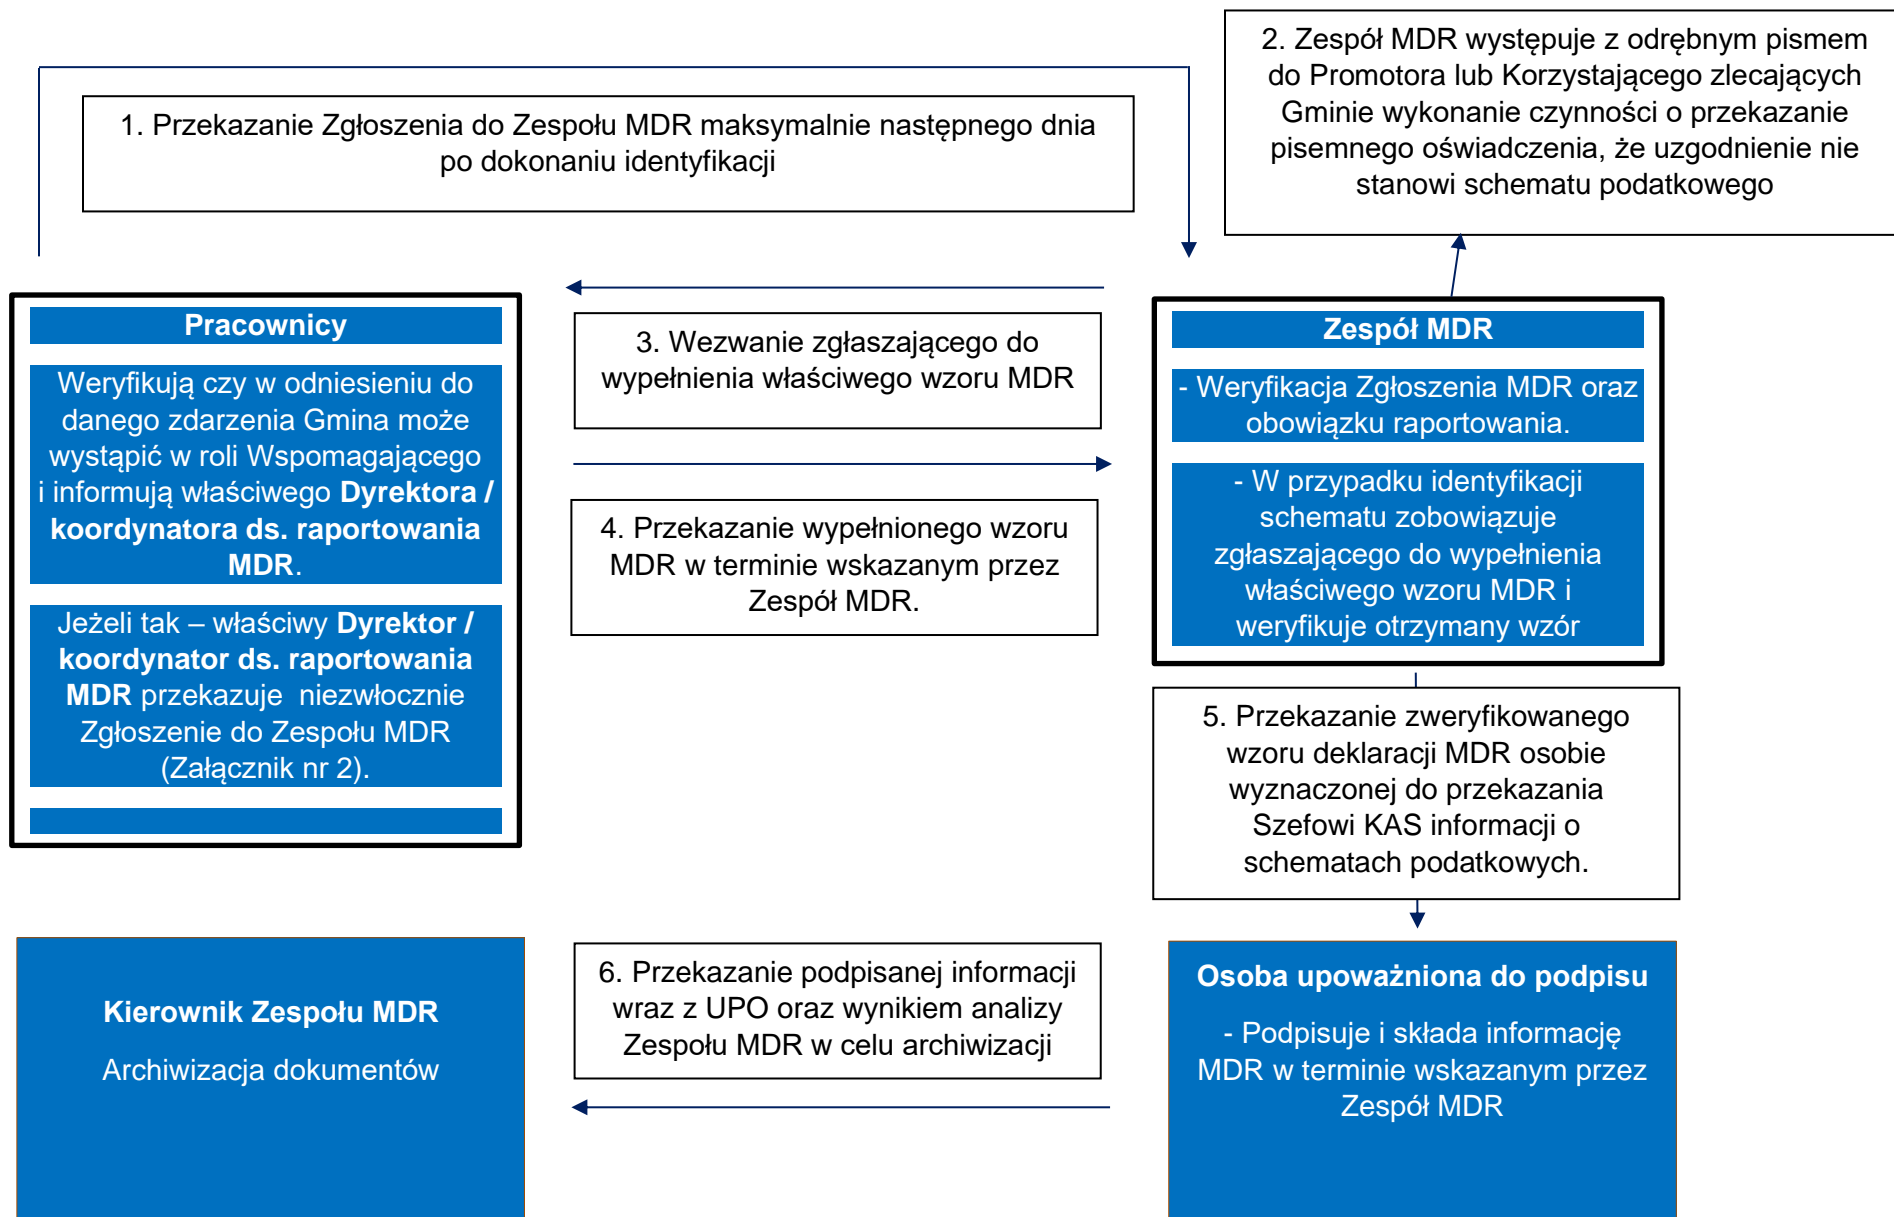 1. Przekazanie Zgłoszenia do Zespołu MDR maksymalnie następnego dnia
po dokonaniu identyfikacji
2. Zespół MDR występuje z odrębnym pismem
do Promotora lub Korzystającego zlecających
Gminie wykonanie czynności o przekazanie
pisemnego oświadczenia, że uzgodnienie nie
stanowi schematu podatkowego
Pracownicy
Weryfikują czy w odniesieniu do
danego zdarzenia Gmina może
wystąpić w roli Wspomagającego
i informują właściwego Dyrektora /
koordynatora ds. raportowania
MDR.
Jeżeli tak – właściwy Dyrektor /
koordynator ds. raportowania
MDR przekazuje  niezwłocznie
Zgłoszenie do Zespołu MDR
(Załącznik nr 2).
3. Wezwanie zgłaszającego do
wypełnienia właściwego wzoru MDR
4. Przekazanie wypełnionego wzoru
MDR w terminie wskazanym przez
Zespół MDR.
Zespół MDR
- Weryfikacja Zgłoszenia MDR oraz
obowiązku raportowania.
- W przypadku identyfikacji
schematu zobowiązuje
zgłaszającego do wypełnienia
właściwego wzoru MDR i
weryfikuje otrzymany wzór
5. Przekazanie zweryfikowanego
wzoru deklaracji MDR osobie
wyznaczonej do przekazania
Szefowi KAS informacji o
schematach podatkowych.
Kierownik Zespołu MDR
Archiwizacja dokumentów
6. Przekazanie podpisanej informacji
wraz z UPO oraz wynikiem analizy
Zespołu MDR w celu archiwizacji
Osoba upoważniona do podpisu
- Podpisuje i składa informację
MDR w terminie wskazanym przez
Zespół MDR